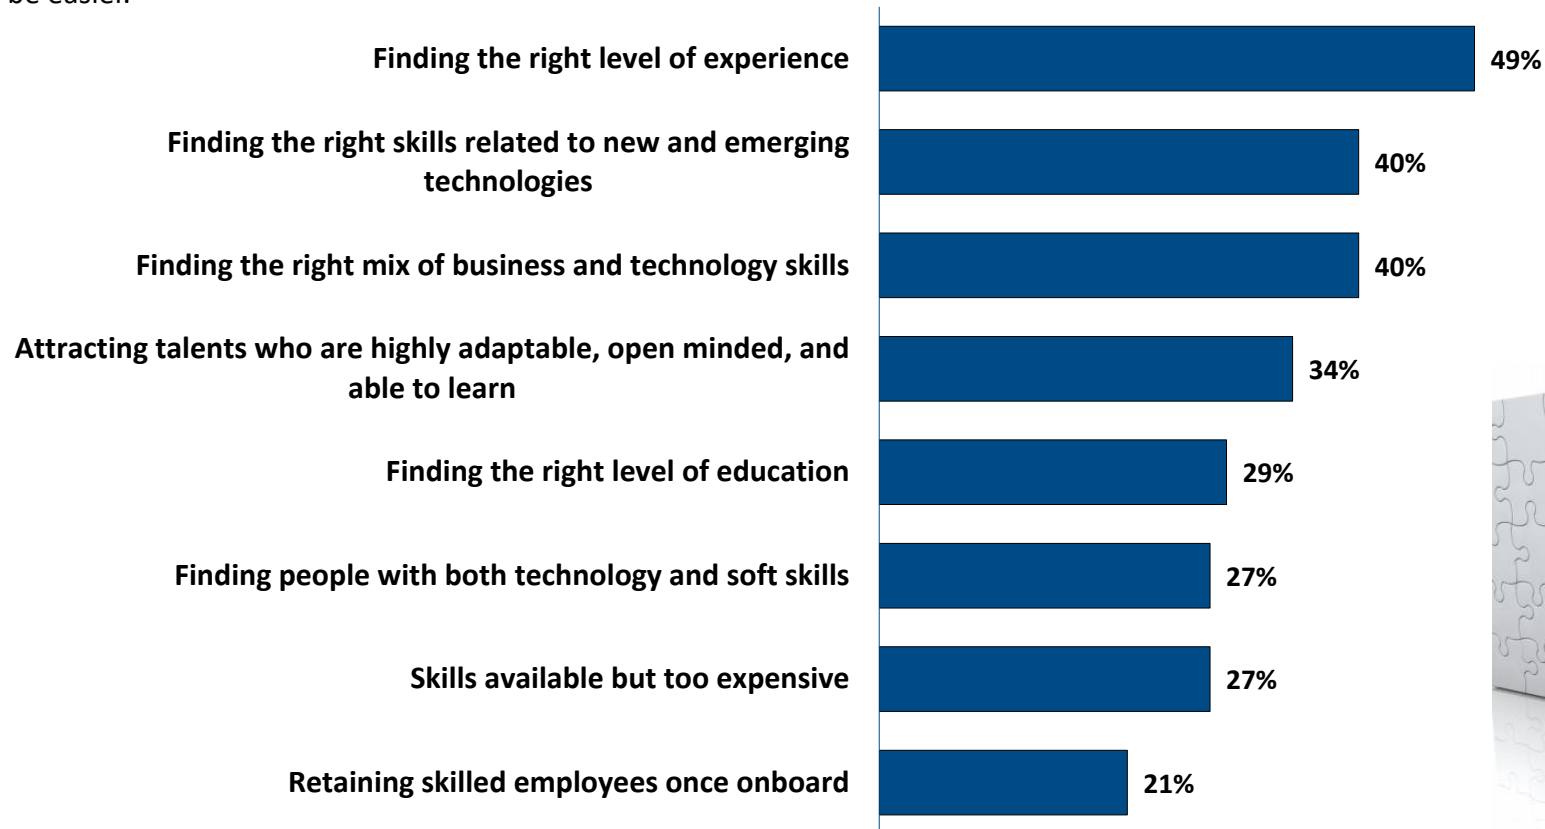 Finding the right level of experience
49%
Finding the right skills related to new and emerging
technologies
40%
Finding the right mix of business and technology skills
40%
Attracting talents who are highly adaptable, open minded, and
able to learn
34%
Finding the right level of education
29%
Finding people with both technology and soft skills
27%
Skills available but too expensive
27%
Retaining skilled employees once onboard
21%